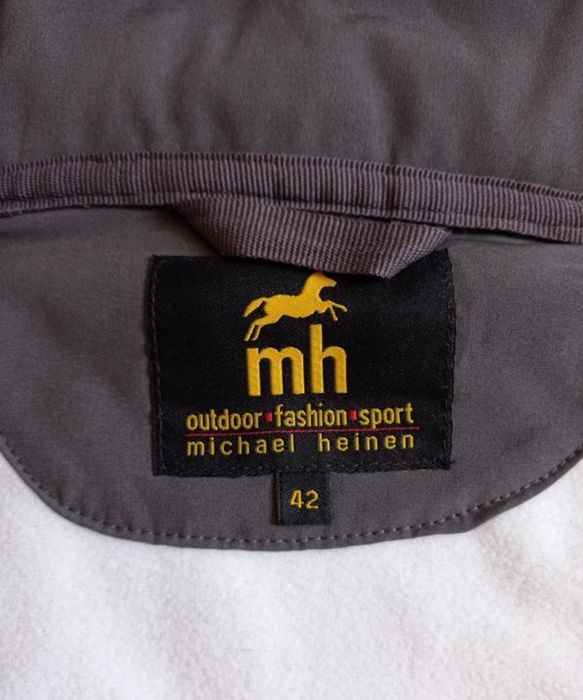 mh
outdoor fashion sport
michael heinen
42